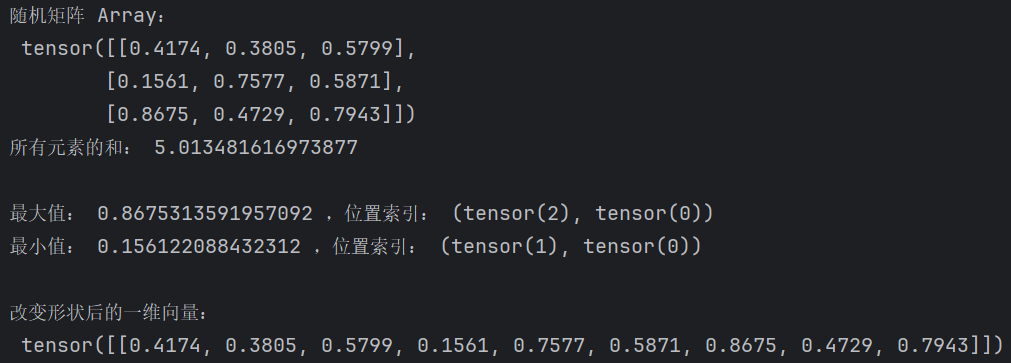 随机矩阵 Array:
tensor([[0.4174, 0.3805, 0.5799],
[0.1561, 0.7577, 0.5871],
[0.8675, 0.4729, 0.7943]])
所有元素的和: 5.013481616973877
最大值: 0.8675313591957092 ，位置索引: (tensor(2), tensor(0))
最小值: 0.156122088432312 ，位置索引: (tensor(1), tensor(0))
改变形状后的一维向量:
tensor([[0.4174, 0.3805, 0.5799, 0.1561, 0.7577, 0.5871, 0.8675, 0.4729, 0.7943]])